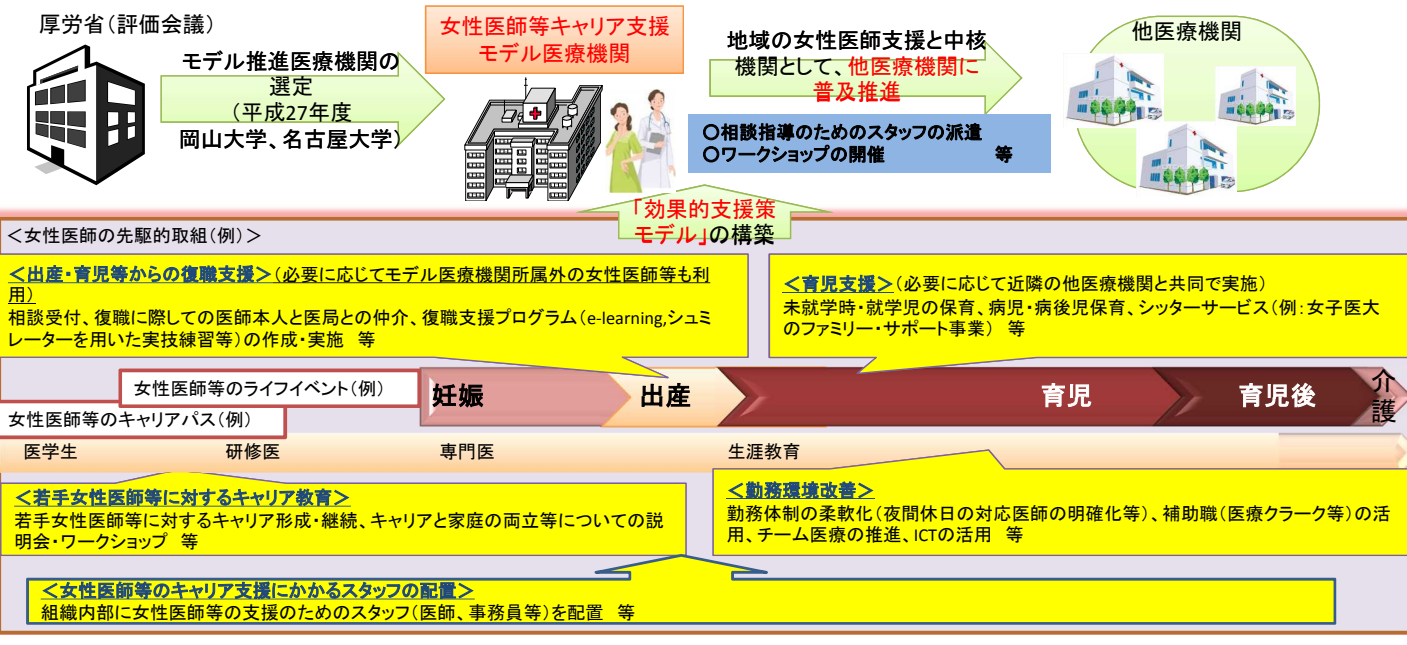 厚労省(評価会議)
モデル推進医療機関の
選定
(平成27年度
岡山大学、名古屋大学)
女性医師等キャリア支援
モデル医療機関
地域の女性医師支援と中核
機関として、他医療機関に
普及推進
○相談指導のためのスタッフの派遣
○ワークショップの開催 等
他医療機関
「効果的支援策
モデル」の構築
＜女性医師の先駆的取組(例)＞
＜出産・育児等からの復職支援＞(必要に応じてモデル医療機関所属外の女性医師等も利
用)
相談受付、復職に際しての医師本人と医局との仲介、復職支援プログラム(e-learning,シュミ
レーターを用いた実技練習等)の作成・実施 等
＜育児支援＞(必要に応じて近隣の他医療機関と共同で実施)
未就学時・就学児の保育、病児・病後児保育、シッターサービス(例:女子医大
のファミリー・サポート事業) 等
女性医師等のライフイベント(例)
妊娠
出産
育児
育児後
介
護
女性医師等のキャリアパス(例)
医学生
研修医
専門医
生涯教育
＜若手女性医師等に対するキャリア教育＞
若手女性医師等に対するキャリア形成・継続、キャリアと家庭の両立等についての説
明会・ワークショップ 等
＜勤務環境改善＞
勤務体制の柔軟化(夜間休日の対応医師の明確化等)、補助職(医療クラーク等)の活
用、チーム医療の推進、ICTの活用 等
＜女性医師等のキャリア支援にかかるスタッフの配置＞
組織内部に女性医師等の支援のためのスタッフ(医師、事務員等)を配置 等